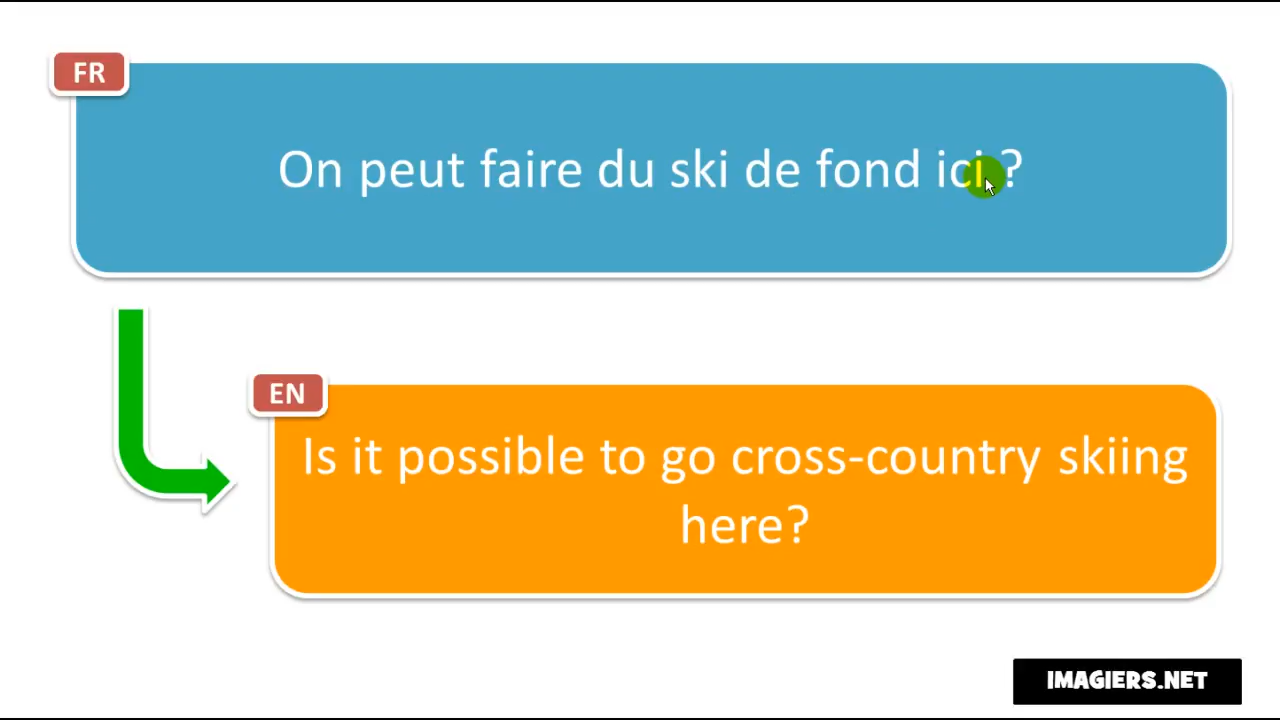 FR
On peut faire du ski de fond ici ?
EN
Is it possible to go cross-country skiing
here?
IMAGIERS.NET